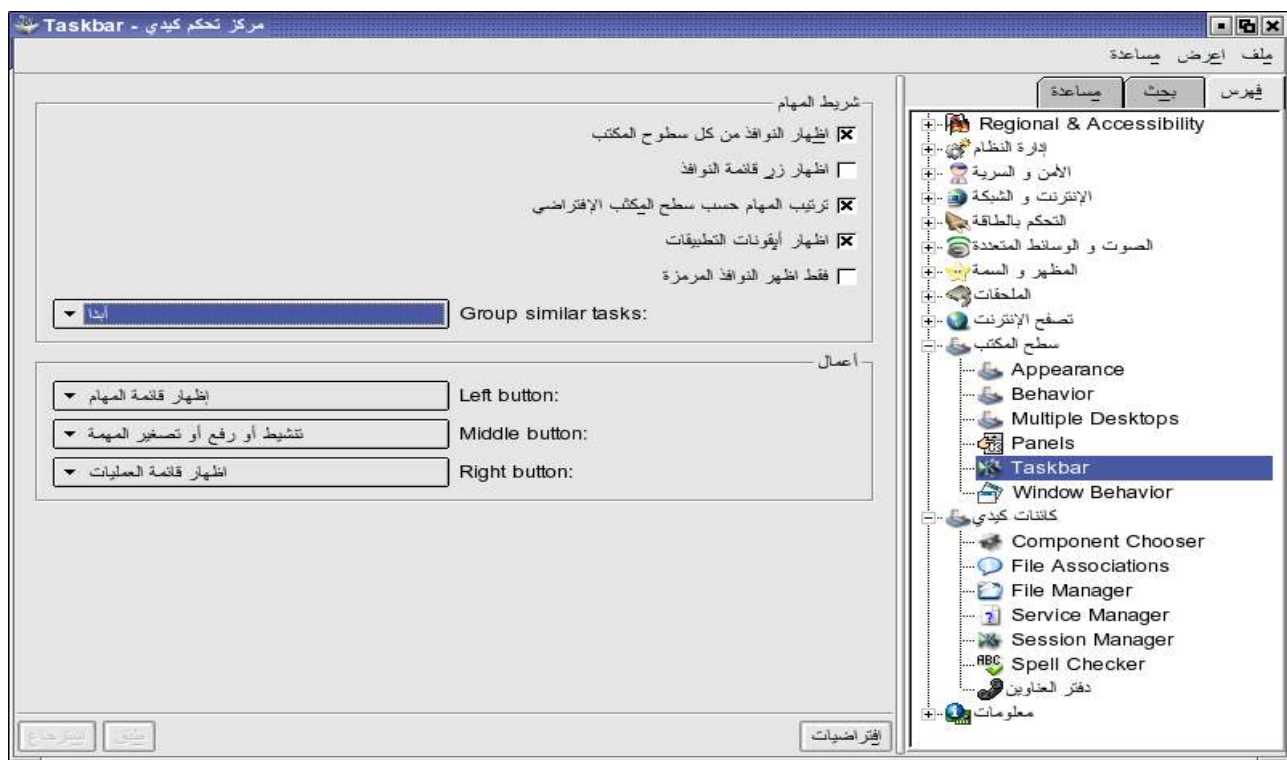 مركز تحكم كيدي - Taskbar
ملف اعرض مساعدة
فهرس بحث مساعدة
Regional & Accessibility
إدارة النظام
الأمن و السرية
الإنترنت و الشبكة
التحكم بالطاقة
الصوت و الوسائط المتعددة
المظهر و السمة
الملحقات
تصفح الإنترنت
سطح المكتب
Appearance
Behavior
Multiple Desktops
Panels
Taskbar
Window Behavior
كائنات كيدي
Component Chooser
File Associations
File Manager
Service Manager
Session Manager
ABC Spell Checker
دفتر العناوين
معلومات
شريط المهام
اظهار النوافذ من كل سطوح المكتب
اظهار زر قائمة النوافذ
ترتيب المهام حسب سطح المكتب الإفتراضي
اظهار أيقونات التطبيقات
فقط اظهر النوافذ المرمزة
Group similar tasks: أبدا
أعمال
Left button: إظهار قائمة المهام
Middle button: تتشيط أو رفع أو تصغير المهمة
Right button: اظهار قائمة العمليات
افتراضيات
طبق
استرجاع